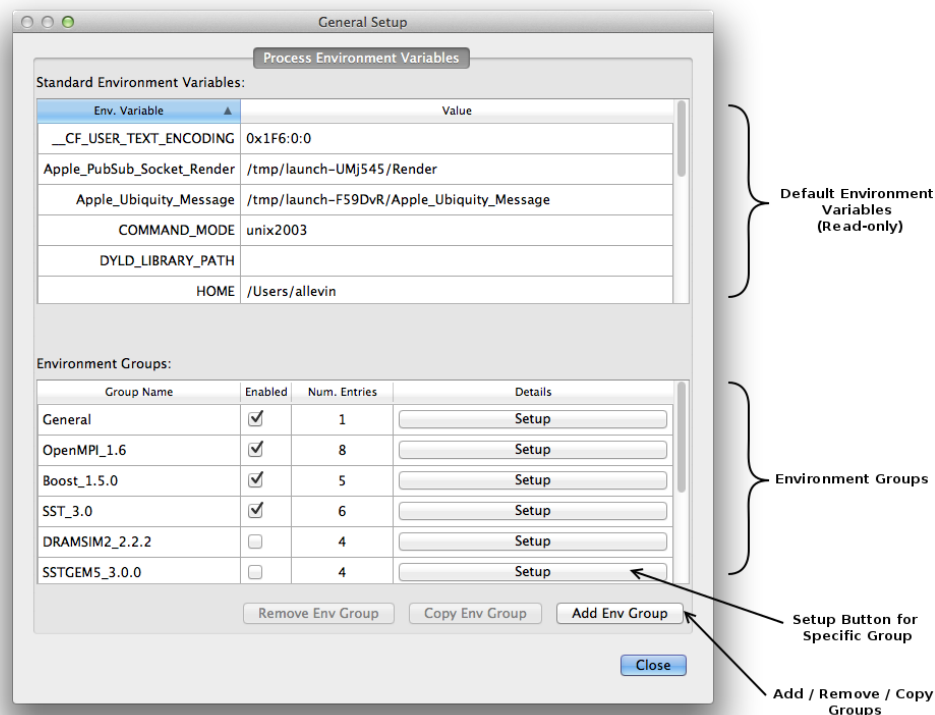 General Setup
Process Environment Variables
Standard Environment Variables:
Env. Variable Value
__CF_USER_TEXT_ENCODING 0x1F6:0:0
Apple_PubSub_Socket_Render /tmp/launch-UMj545/Render
Apple_Ubiquity_Message /tmp/launch-F59DvR/Apple_Ubiquity_Message
COMMAND_MODE unix2003
DYLD_LIBRARY_PATH
HOME /Users/allevin
Default Environment
Variables
(Read-only)
Environment Groups:
Group Name Enabled Num. Entries Details
General 1 Setup
OpenMPI_1.6 8 Setup
Boost_1.5.0 5 Setup
SST_3.0 6 Setup
DRAMSIM2_2.2.2 4 Setup
SSTGEM5_3.0.0 4 Setup
Environment Groups
Remove Env Group Copy Env Group Add Env Group
Setup Button for
Specific Group
Close
Add / Remove / Copy
Groups